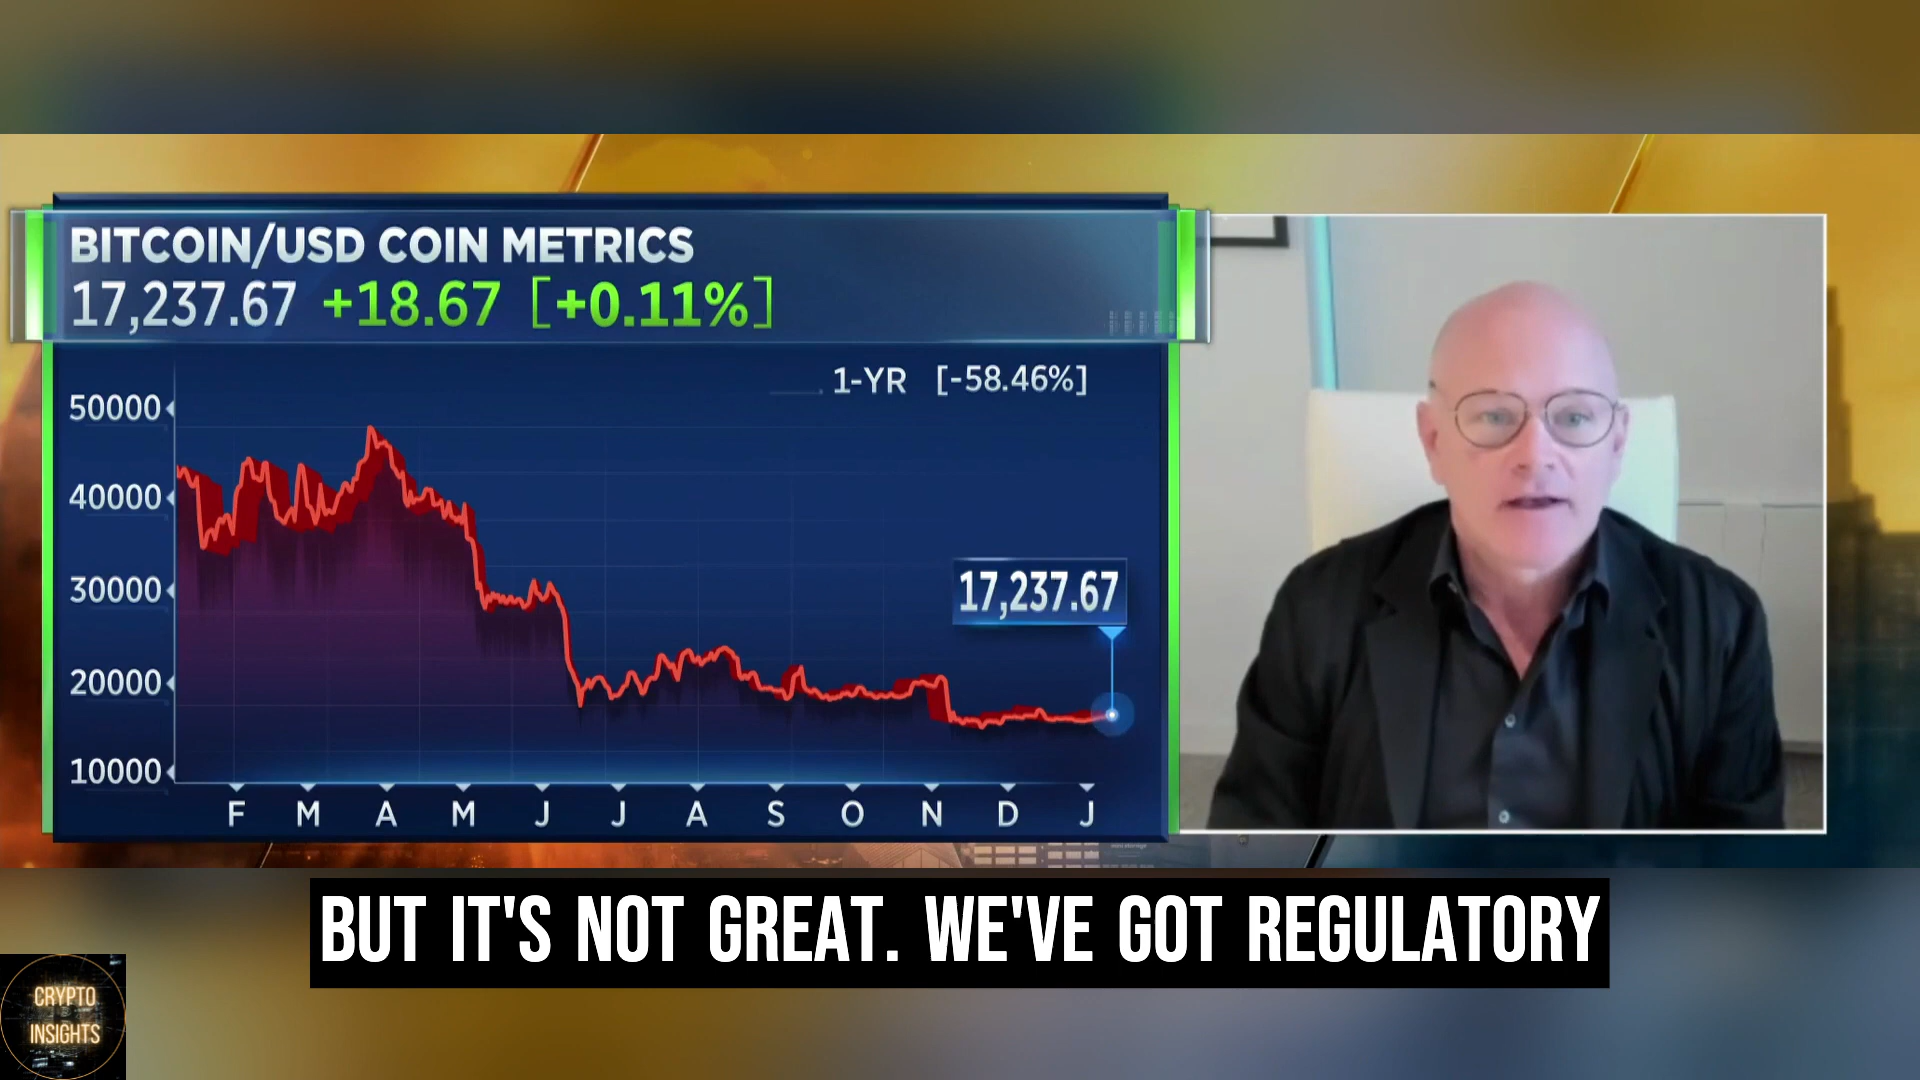 BITCOIN/USD COIN METRICS
17,237.67 +18.67 [+0.11%]
1-YR [-58.46%]
50000
40000
30000
20000
10000
17,237.67
F M A M J J A S O N D J
BUT IT'S NOT GREAT. WE'VE GOT REGULATORY
CRYPTO
INSIGHTS